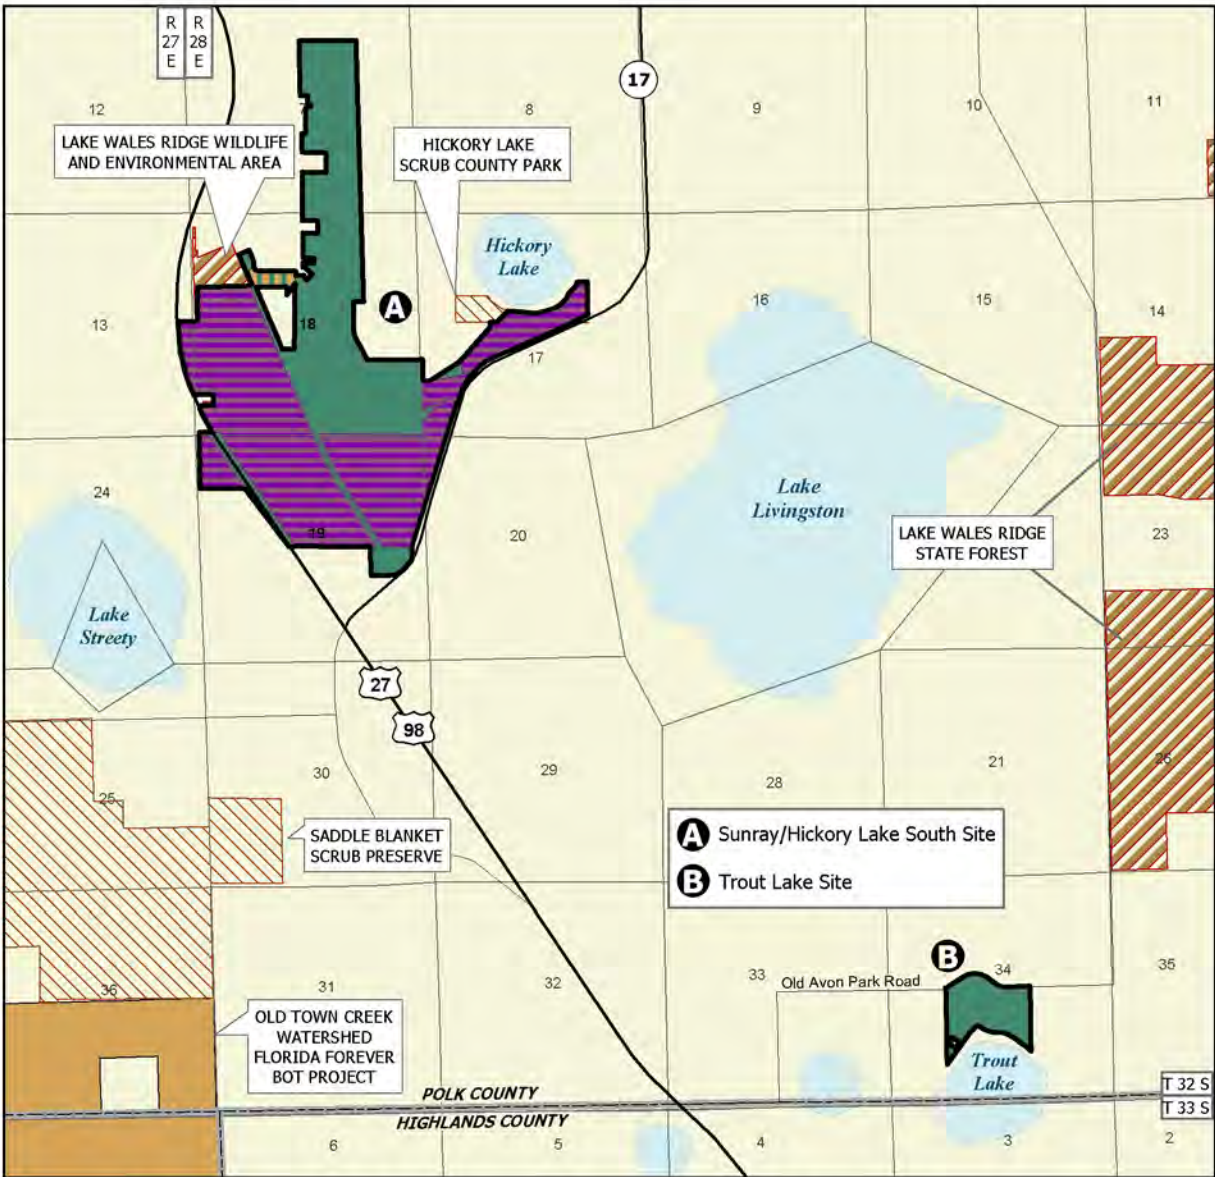 R
27
E
R
28
E
17
12
7
8
9
10
11
LAKE WALES RIDGE WILDLIFE
AND ENVIRONMENTAL AREA
HICKORY LAKE
SCRUB COUNTY PARK
Hickory
Lake
A
13
18
17
16
15
14
24
19
20
Lake
Livingston
LAKE WALES RIDGE
STATE FOREST
23
Lake
Streety
27
98
25
30
29
28
21
26
SADDLE BLANKET
SCRUB PRESERVE
A Sunray/Hickory Lake South Site
B Trout Lake Site
36
31
32
33
Old Avon Park Road
B
34
35
OLD TOWN CREEK
WATERSHED
FLORIDA FOREVER
BOT PROJECT
Trout
Lake
POLK COUNTY
HIGHLANDS COUNTY
T 32 S
T 33 S
6
5
4
3
2